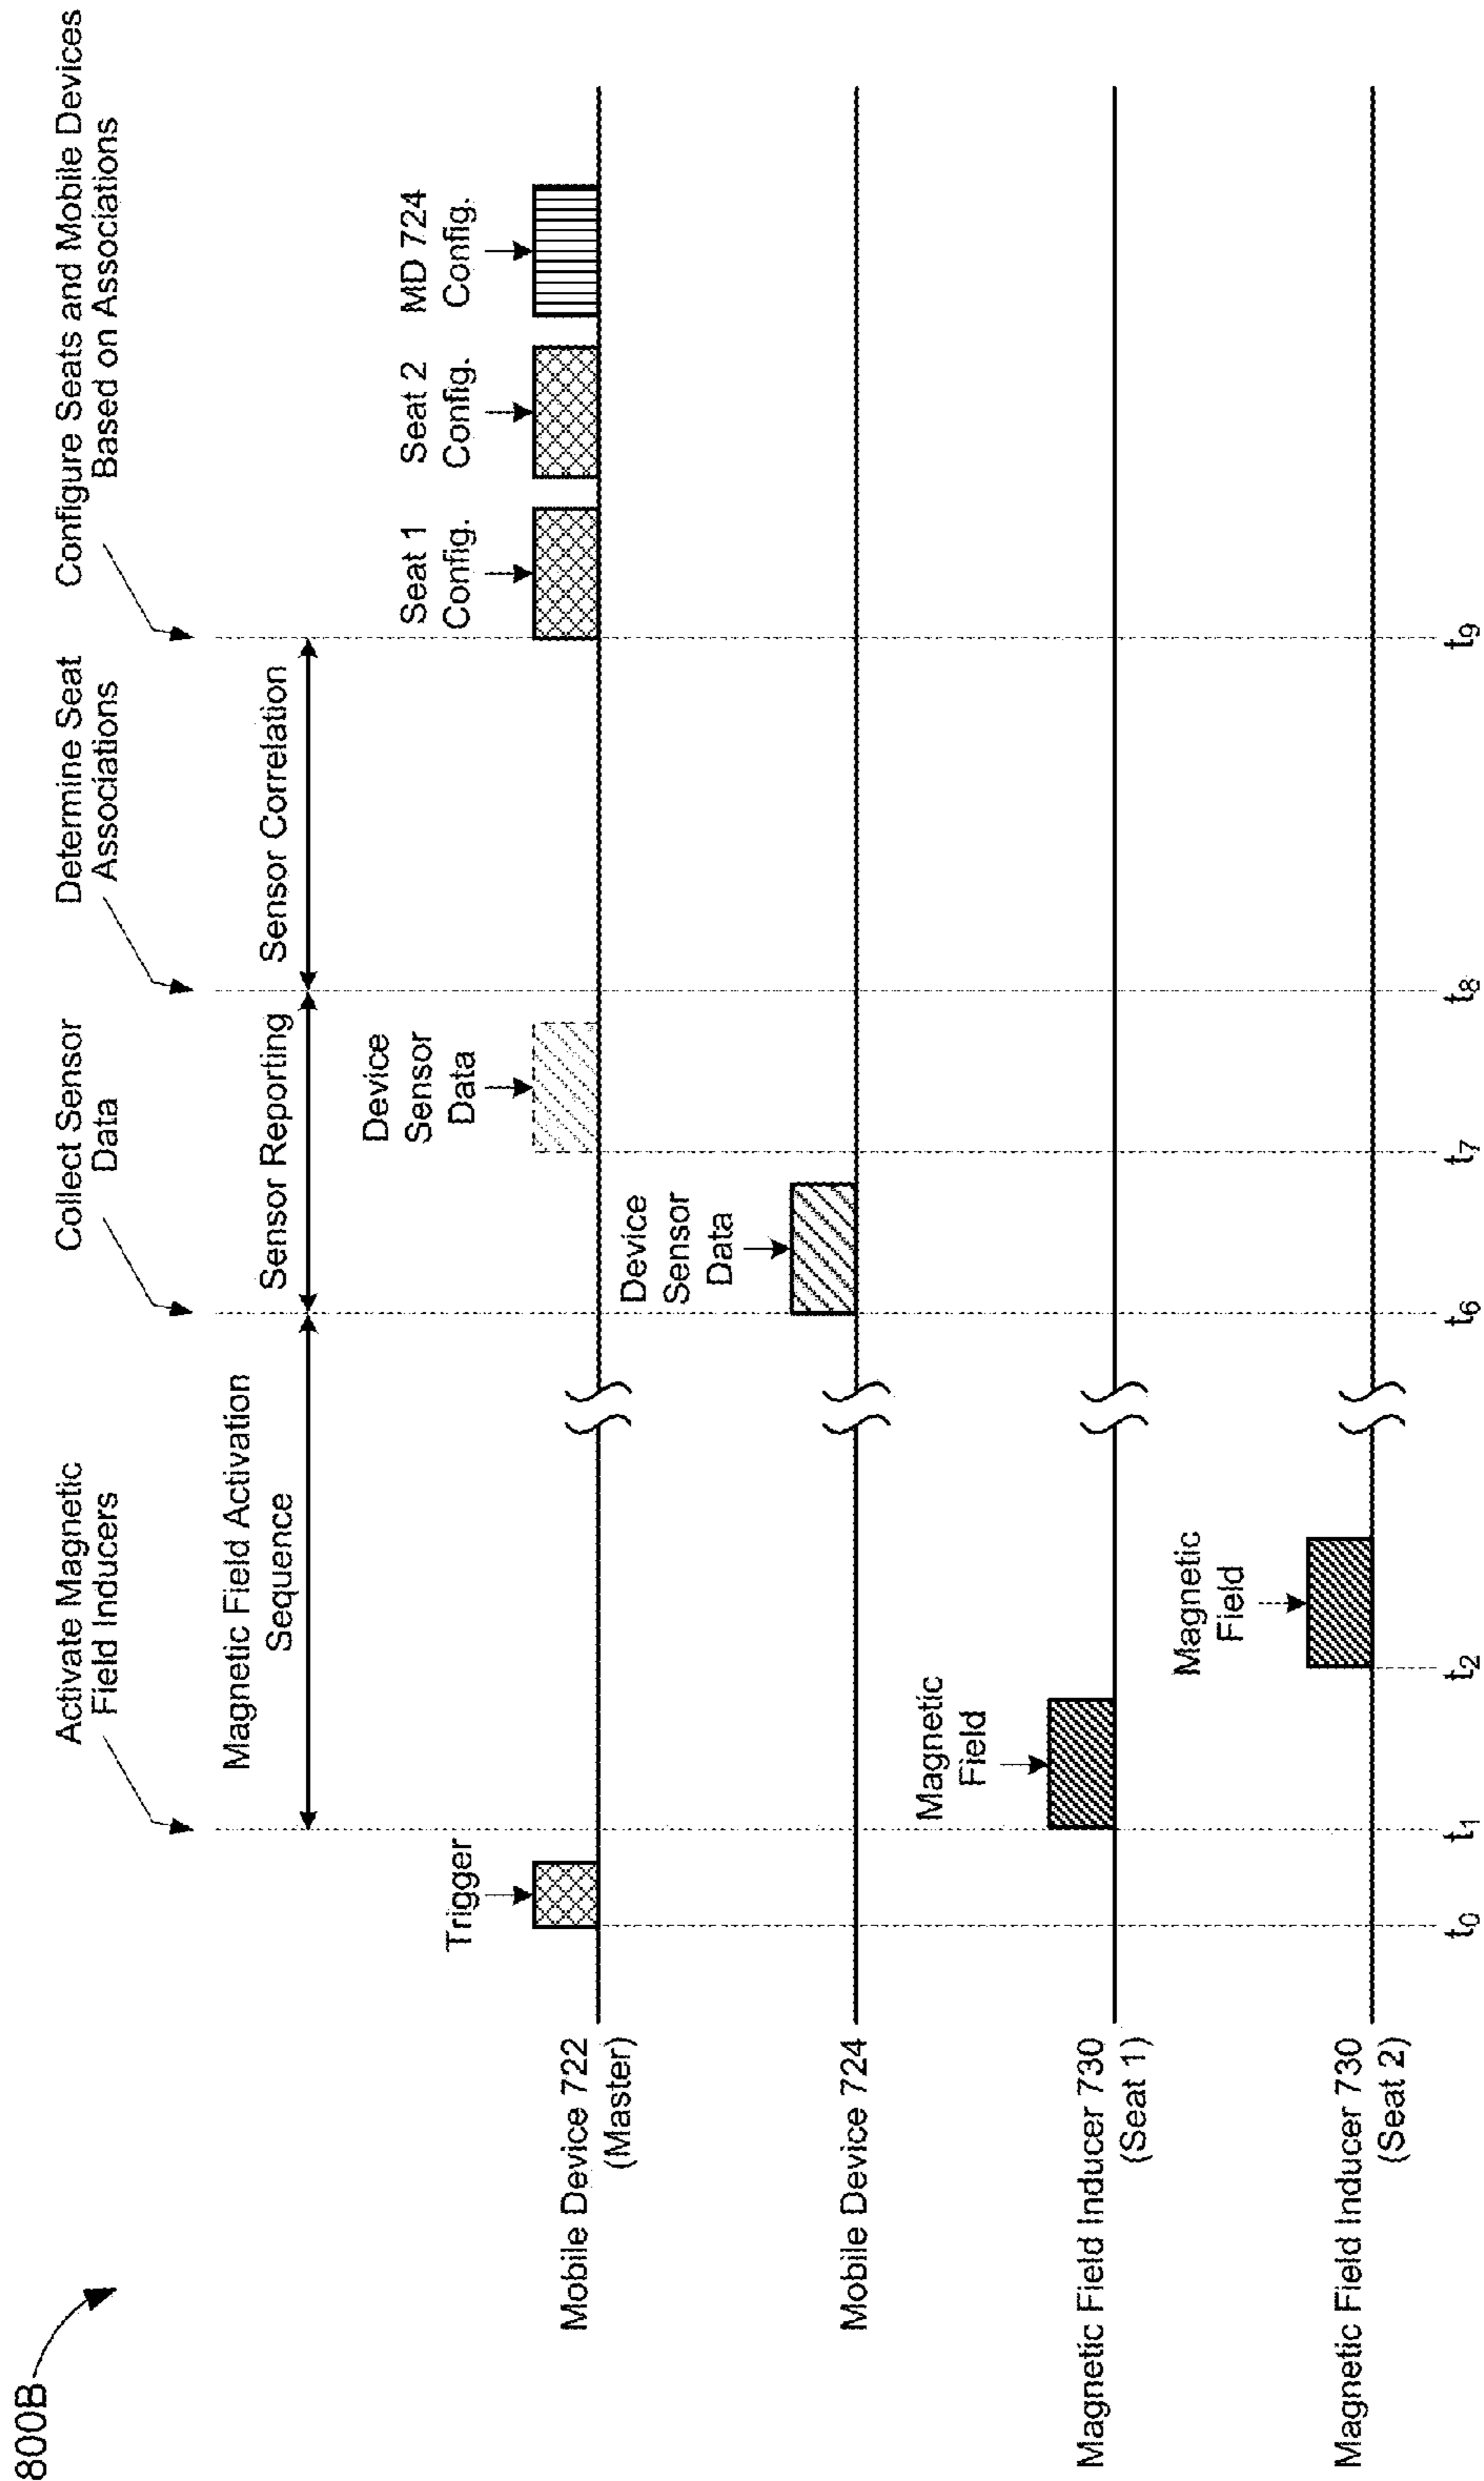 800B
Activate Magnetic
Field Inducers
Collect Sensor
Data
Determine Seat
Associations
Configure Seats and Mobile Devices
Based on Associations
Magnetic Field Activation
Sequence
Sensor Reporting
Sensor Correlation
Trigger
Device
Sensor
Data
Seat 1
Config.
Seat 2
Config.
MD 724
Config.
Mobile Device 722
(Master)
Device
Sensor
Data
Mobile Device 724
Magnetic
Field
Magnetic Field Inducer 730
(Seat 1)
Magnetic
Field
Magnetic Field Inducer 730
(Seat 2)
t0
t1
t2
t6
t7
t8
t9